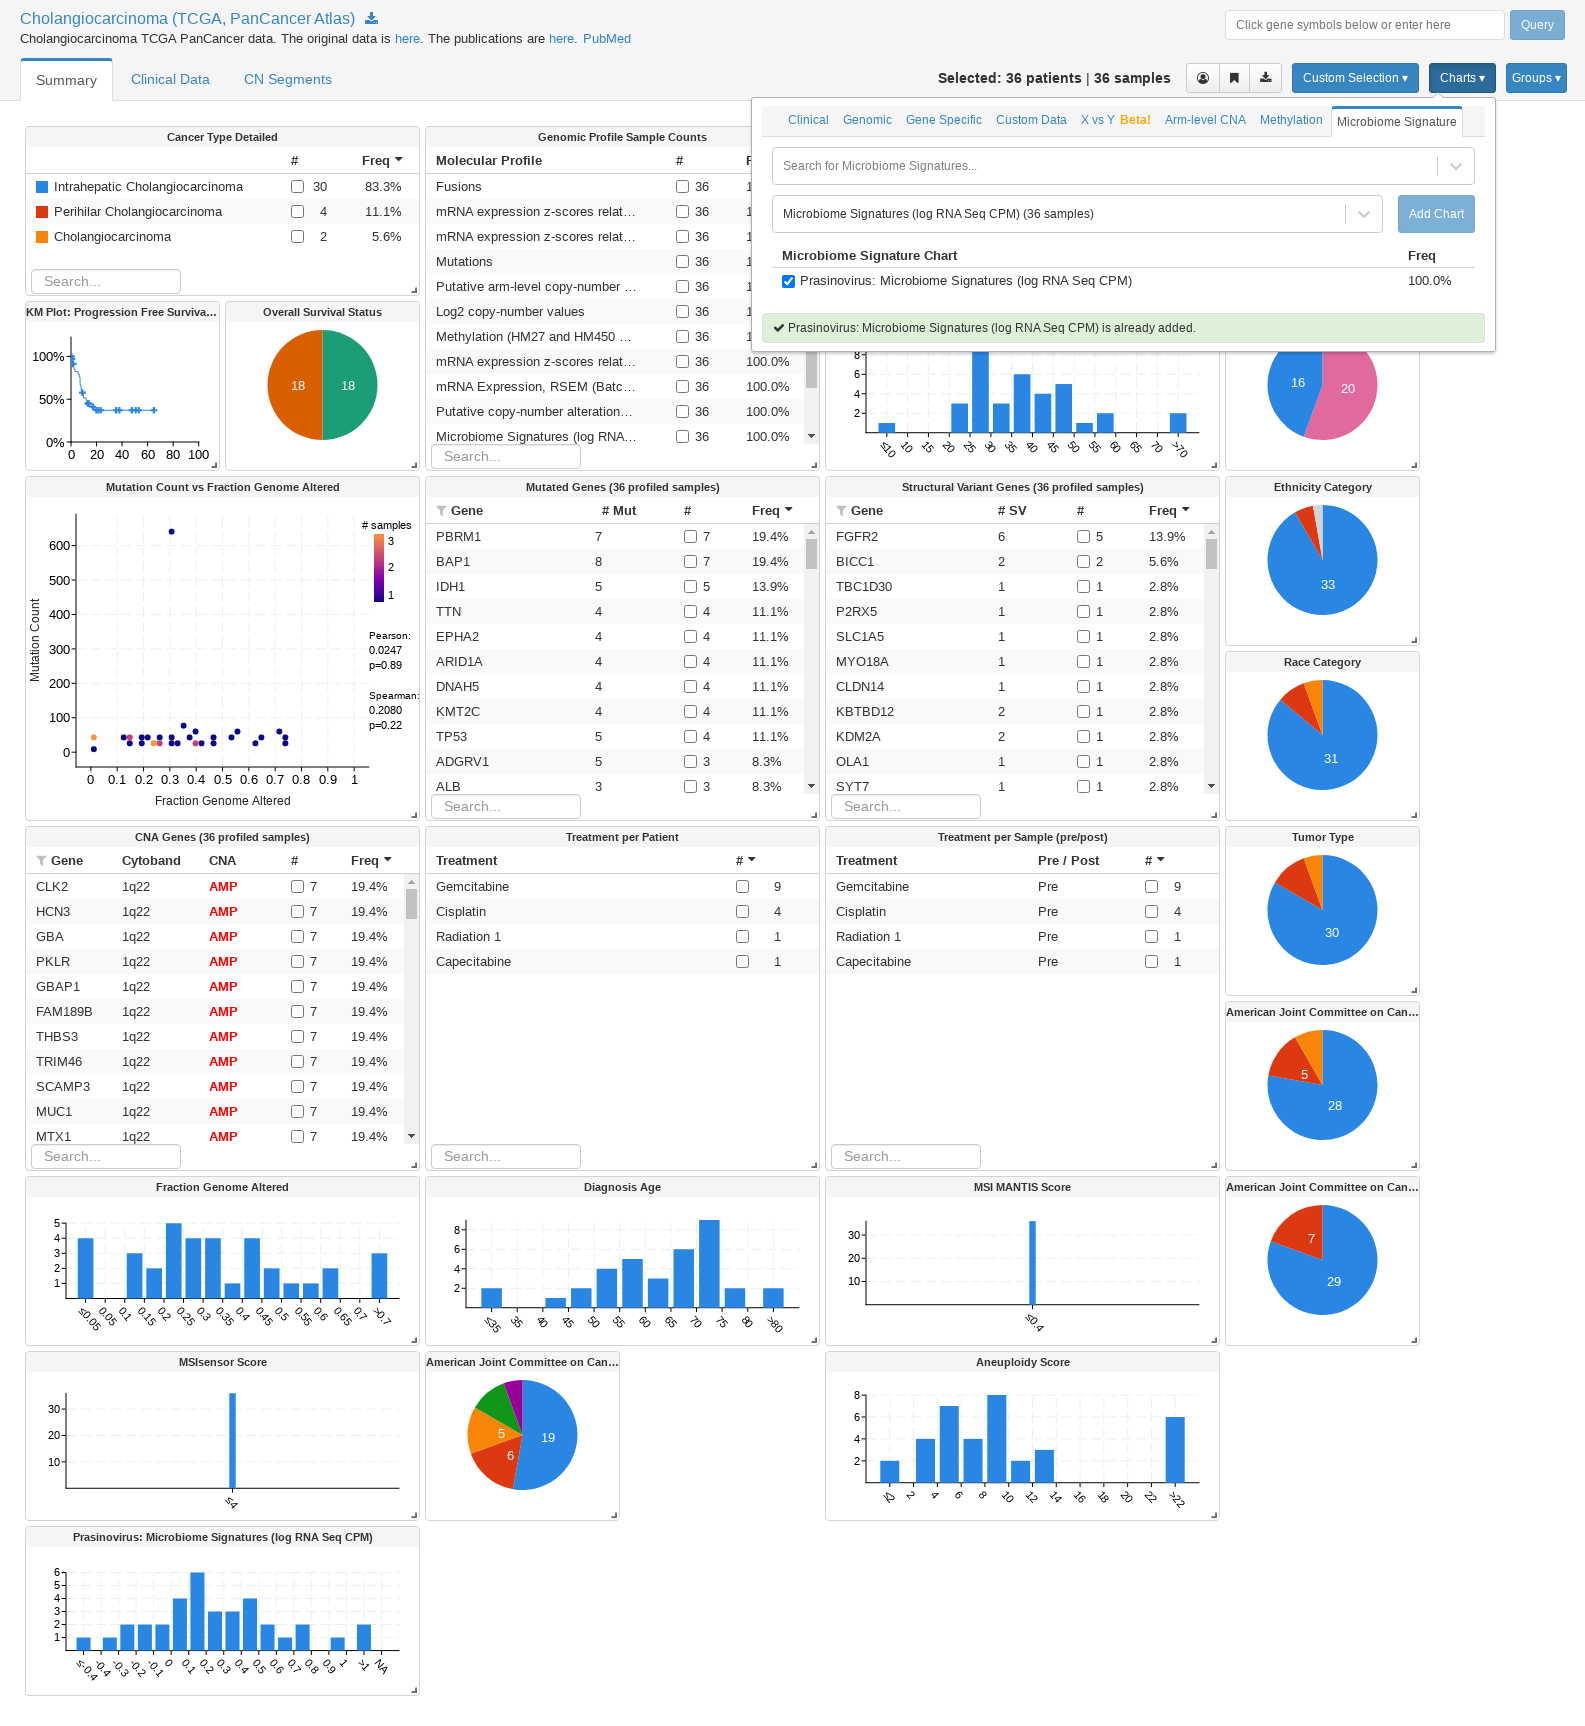 Cholangiocarcinoma (TCGA, PanCancer Atlas)
Cholangiocarcinoma TCGA PanCancer data. The original data is here. The publications are here. PubMed
Click gene symbols below or enter here
Query
Summary
Clinical Data
CN Segments
Selected: 36 patients | 36 samples
Custom Selection ▾
Charts ▾
Groups ▾
Clinical
Genomic
Gene Specific
Custom Data
X vs Y Beta!
Arm-level CNA
Methylation
Microbiome Signature
Search for Microbiome Signatures...
Microbiome Signatures (log RNA Seq CPM) (36 samples)
Add Chart
Microbiome Signature Chart Freq
Prasinovirus: Microbiome Signatures (log RNA Seq CPM) 100.0%
Prasinovirus: Microbiome Signatures (log RNA Seq CPM) is already added.
Cancer Type Detailed
# Freq
Intrahepatic Cholangiocarcinoma 30 83.3%
Perihilar Cholangiocarcinoma 4 11.1%
Cholangiocarcinoma 2 5.6%
Search...
Genomic Profile Sample Counts
Molecular Profile #
Fusions 36
mRNA expression z-scores relat... 36
mRNA expression z-scores relat... 36
Mutations 36
Putative arm-level copy-number ... 36
Log2 copy-number values 36
Methylation (HM27 and HM450 ... 36
mRNA expression z-scores relat... 36 100.0%
mRNA Expression, RSEM (Batc... 36 100.0%
Putative copy-number alteration... 36 100.0%
Microbiome Signatures (log RNA... 36 100.0%
Search...
KM Plot: Progression Free Surviva...
100%
50%
0%
0 20 40 60 80 100
Overall Survival Status
18 18
8
6
4
2
≤10 10 15 20 25 30 35 40 45 50 55 60 65 70 >70
16 20
Mutation Count vs Fraction Genome Altered
# samples
3
2
1
Pearson:
0.0247
p=0.89
Spearman:
0.2080
p=0.22
Mutation Count
600
500
400
300
200
100
0
0 0.1 0.2 0.3 0.4 0.5 0.6 0.7 0.8 0.9 1
Fraction Genome Altered
Mutated Genes (36 profiled samples)
Gene # Mut # Freq
PBRM1 7 7 19.4%
BAP1 8 7 19.4%
IDH1 5 5 13.9%
TTN 4 4 11.1%
EPHA2 4 4 11.1%
ARID1A 4 4 11.1%
DNAH5 4 4 11.1%
KMT2C 4 4 11.1%
TP53 5 4 11.1%
ADGRV1 5 3 8.3%
ALB 3 3 8.3%
Search...
Structural Variant Genes (36 profiled samples)
Gene # SV # Freq
FGFR2 6 5 13.9%
BICC1 2 2 5.6%
TBC1D30 1 1 2.8%
P2RX5 1 1 2.8%
SLC1A5 1 1 2.8%
MYO18A 1 1 2.8%
CLDN14 1 1 2.8%
KBTBD12 2 1 2.8%
KDM2A 2 1 2.8%
OLA1 1 1 2.8%
SYT7 1 1 2.8%
Search...
Ethnicity Category
33
Race Category
31
CNA Genes (36 profiled samples)
Gene Cytoband CNA # Freq
CLK2 1q22 AMP 7 19.4%
HCN3 1q22 AMP 7 19.4%
GBA 1q22 AMP 7 19.4%
PKLR 1q22 AMP 7 19.4%
GBAP1 1q22 AMP 7 19.4%
FAM189B 1q22 AMP 7 19.4%
THBS3 1q22 AMP 7 19.4%
TRIM46 1q22 AMP 7 19.4%
SCAMP3 1q22 AMP 7 19.4%
MUC1 1q22 AMP 7 19.4%
MTX1 1q22 AMP 7 19.4%
Search...
Treatment per Patient
Treatment #
Gemcitabine 9
Cisplatin 4
Radiation 1 1
Capecitabine 1
Search...
Treatment per Sample (pre/post)
Treatment Pre / Post #
Gemcitabine Pre 9
Cisplatin Pre 4
Radiation 1 Pre 1
Capecitabine Pre 1
Search...
Tumor Type
30
American Joint Committee on Can...
5
28
Fraction Genome Altered
5
4
3
2
1
≤0.05 0.05 0.1 0.15 0.2 0.25 0.3 0.35 0.4 0.45 0.5 0.55 0.6 0.65 0.7 >0.7
Diagnosis Age
8
6
4
2
≤35 35 40 45 50 55 60 65 70 75 80 >80
MSI MANTIS Score
30
20
10
≤0.4
American Joint Committee on Can...
7
29
MSIsensor Score
30
20
10
≤4
American Joint Committee on Can...
5 19
6
Aneuploidy Score
8
6
4
2
≤2 2 4 6 8 10 12 14 16 18 20 22 >22
Prasinovirus: Microbiome Signatures (log RNA Seq CPM)
6
5
4
3
2
1
≤-0.4 -0.4 -0.3 -0.2 -0.1 0 0.1 0.2 0.3 0.4 0.5 0.6 0.7 0.8 0.9 1 >1 NA